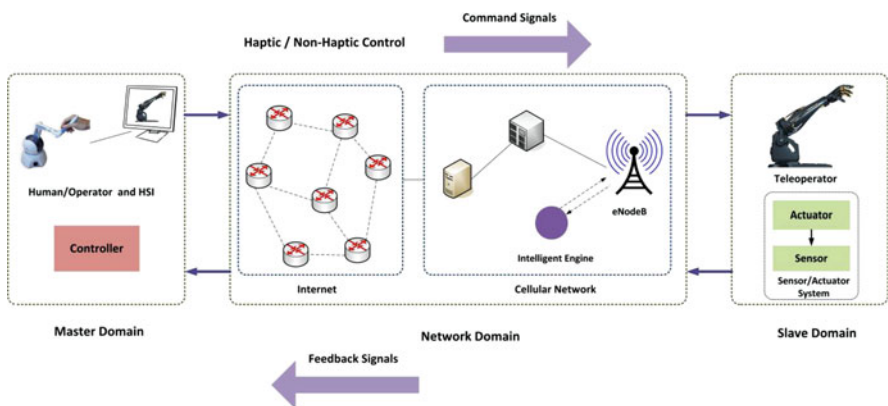 Command Signals
Haptic / Non-Haptic Control
Human/Operator and HSI
Controller
Master Domain
Internet
Intelligent Engine
eNodeB
Cellular Network
Network Domain
Teleoperator
Actuator
Sensor
Sensor/Actuator
System
Slave Domain
Feedback Signals